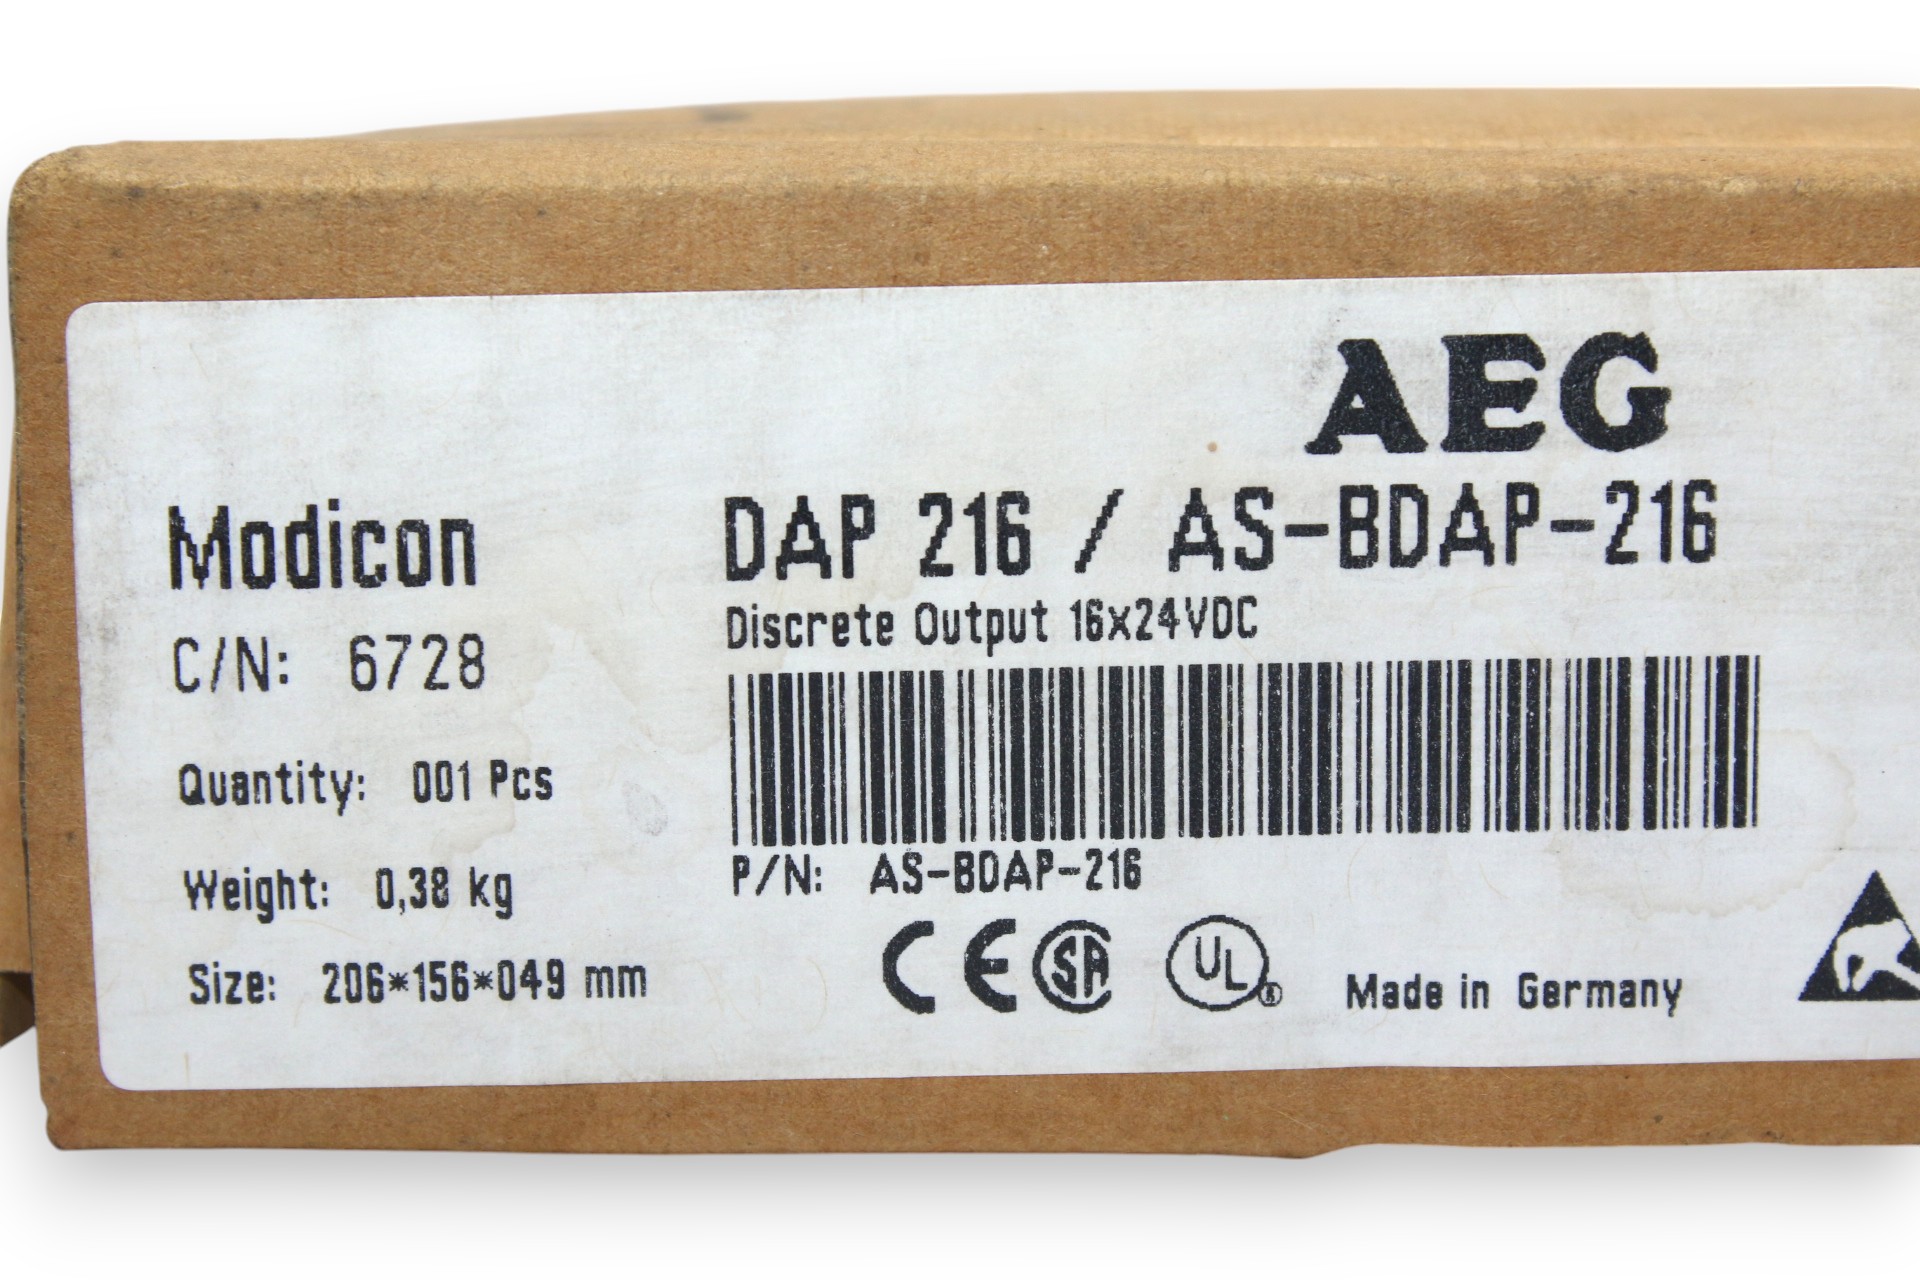 AEG
Modicon
DAP 216 / AS-BDAP-216
Discrete Output 16x24VDC
C/N: 6728
Quantity: 001 Pcs
P/N: AS-BDAP-216
Weight: 0,38 kg
Size: 206*156*049 mm
CE SA UL ®
Made in Germany